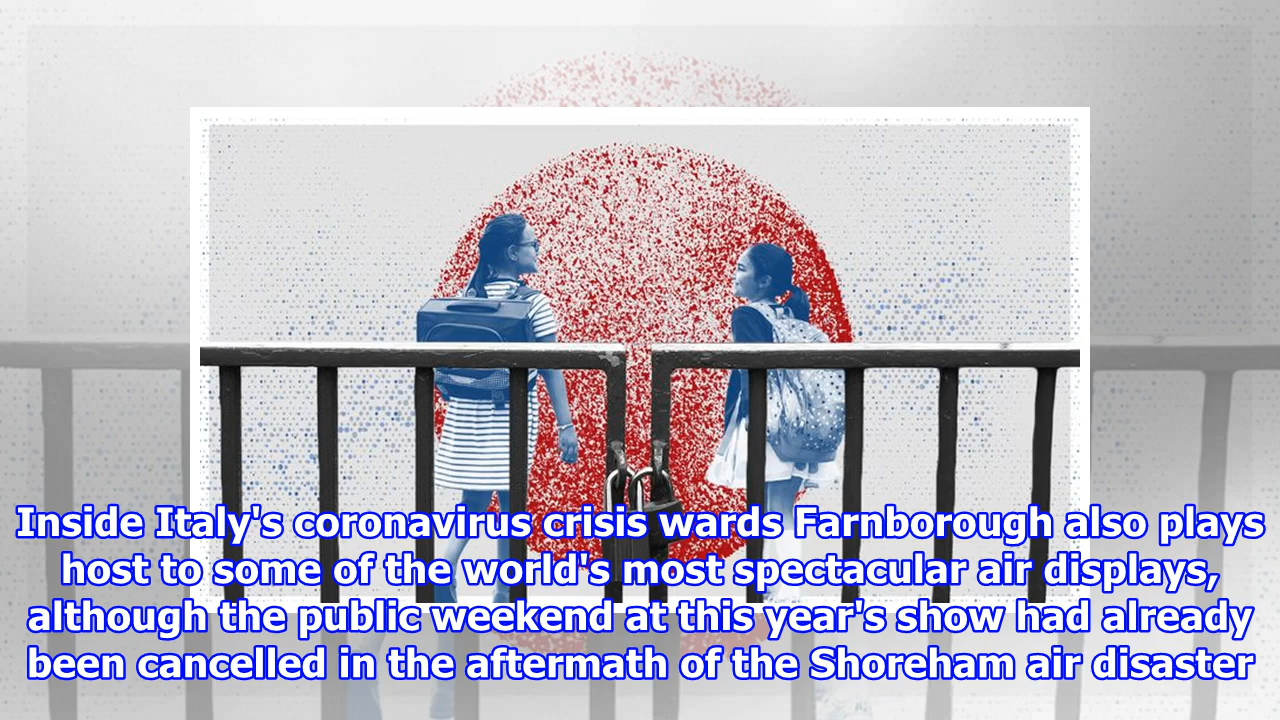 Inside Italy's coronavirus crisis wards Farnborough also plays
host to some of the world's most spectacular air displays,
although the public weekend at this year's show had already
been cancelled in the aftermath of the Shoreham air disaster